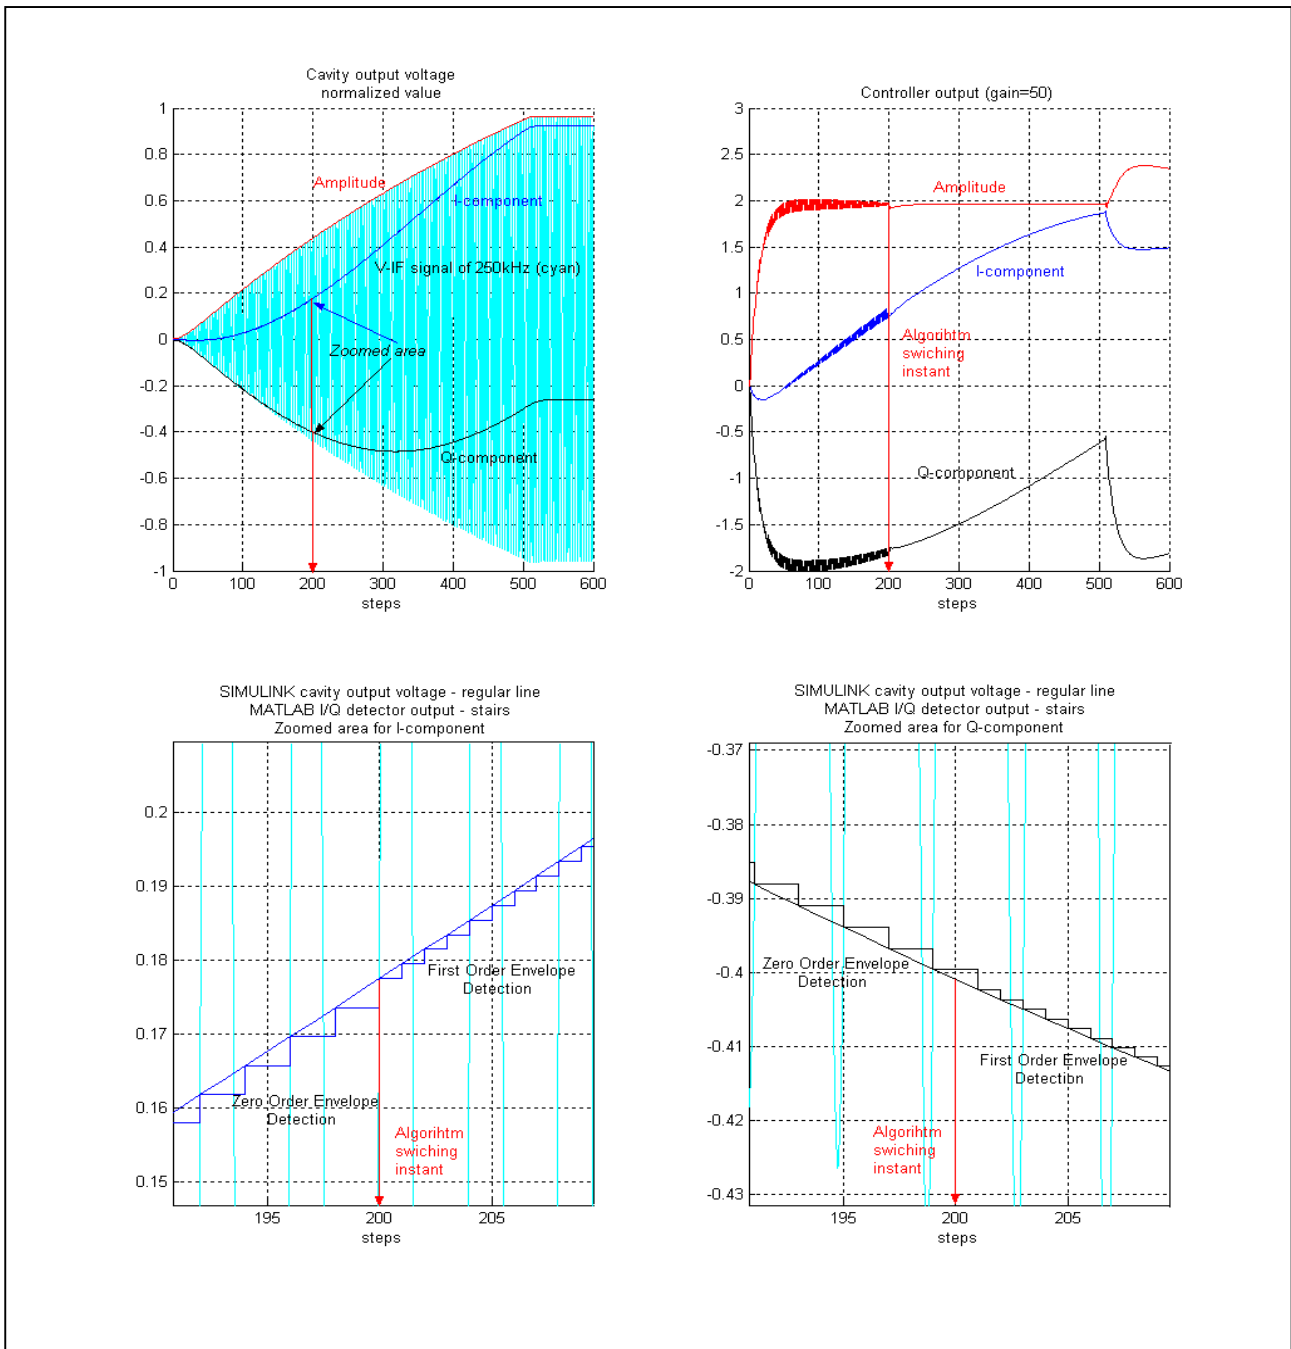 Cavity output voltage
normalized value
1
0.8
0.6
0.4
0.2
0
-0.2
-0.4
-0.6
-0.8
-1
Amplitude
I-component
V-IF signal of 250kHz (cyan)
Zoomed area
Q-component
0 100 200 300 400 500 600
steps
Controller output (gain=50)
3
2.5
2
1.5
1
0.5
0
-0.5
-1
-1.5
-2
Amplitude
I-component
Algorihtm
swiching
instant
Q-component
0 100 200 300 400 500 600
steps
SIMULINK cavity output voltage - regular line
MATLAB I/Q detector output - stairs
Zoomed area for I-component
0.2
0.19
0.18
0.17
0.16
0.15
First Order Envelope
Detection
Zero Order Envelope
Detection
Algorihtm
swiching
instant
195 200 205
steps
SIMULINK cavity output voltage - regular line
MATLAB I/Q detector output - stairs
Zoomed area for Q-component
-0.37
-0.38
-0.39
-0.4
-0.41
-0.42
-0.43
Zero Order Envelope
Detection
First Order Envelope
Detection
Algorihtm
swiching
instant
195 200 205
steps